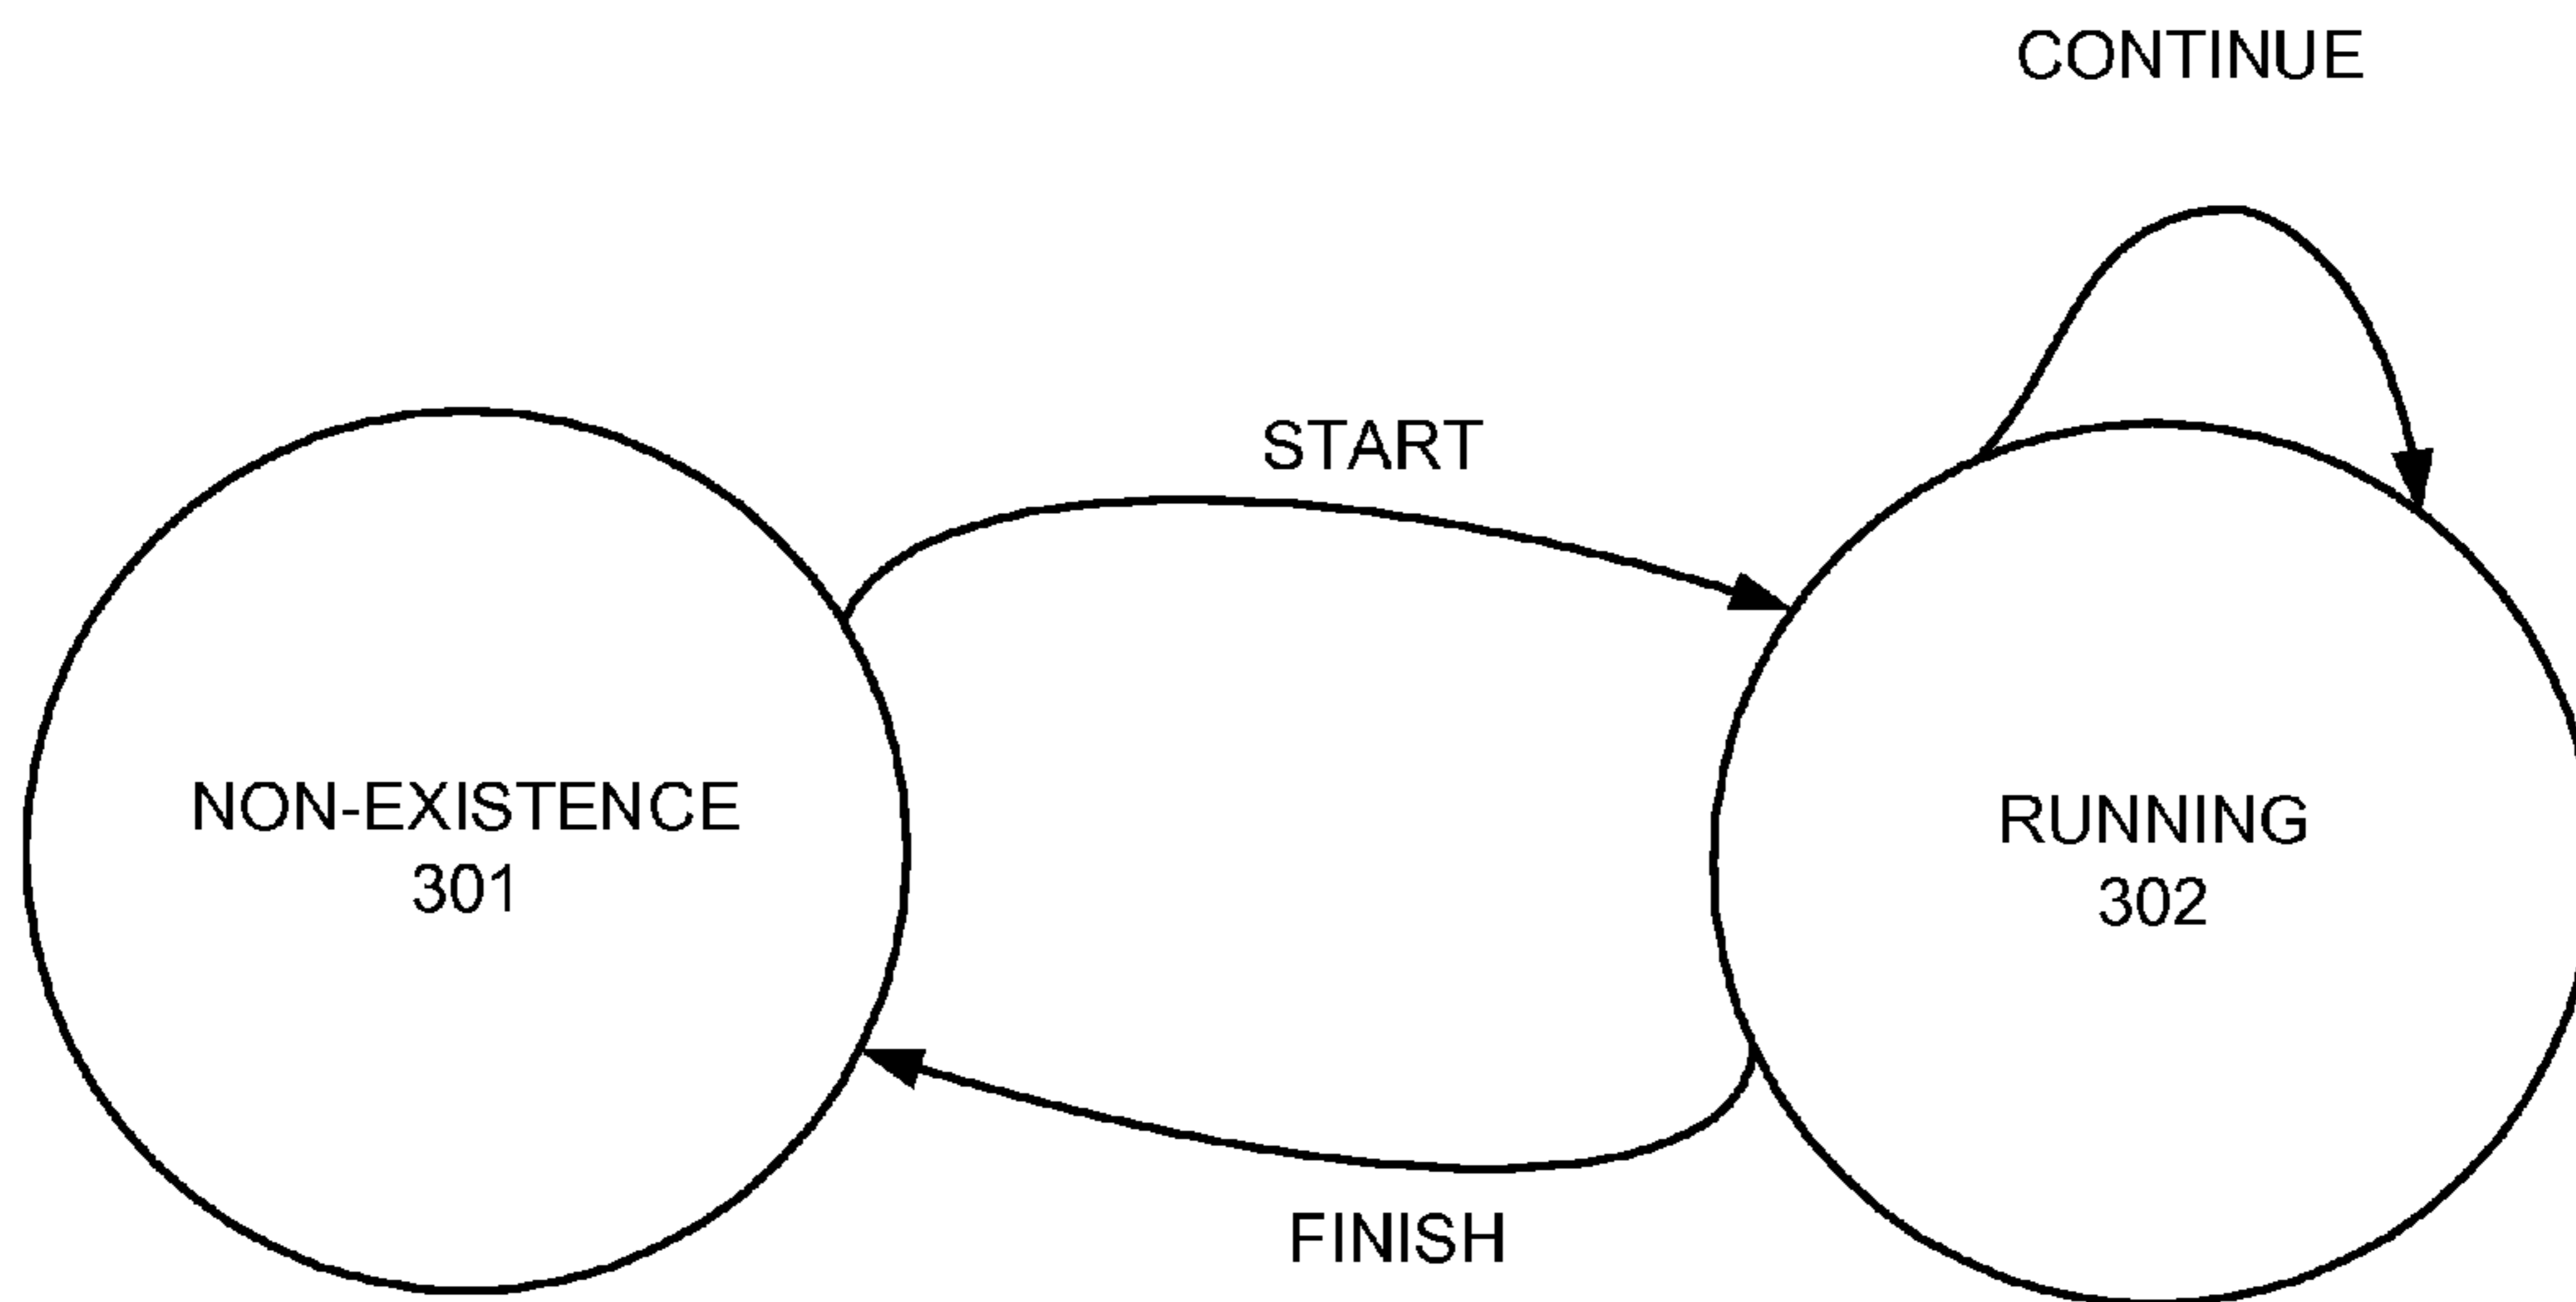 CONTINUE
START
NON-EXISTENCE
301
RUNNING
302
FINISH